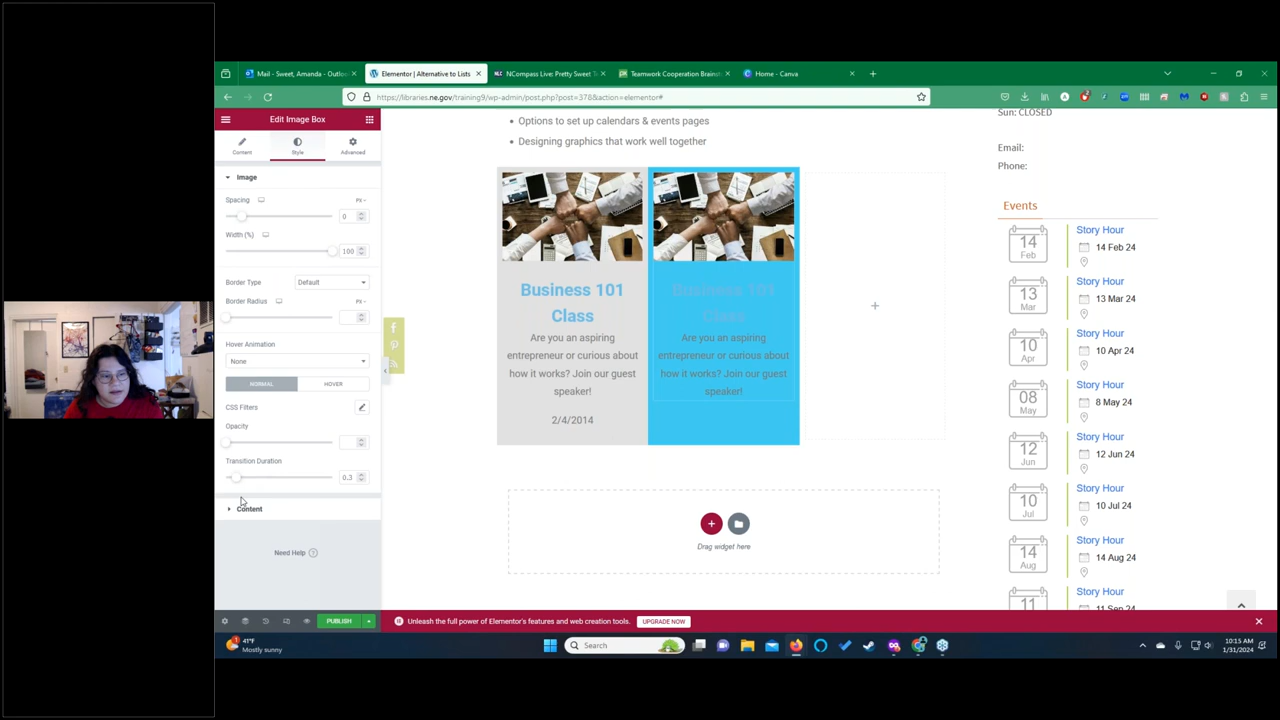 Mail - Sweet, Amanda - Outloo
Elementor | Alternative to Lists
NCompass Live: Pretty Sweet T
Teamwork Cooperation Brainst
Home - Canva
https://libraries.ne.gov/training9/wp-admin/post.php?post=378&action=elementor#
Edit Image Box
Content
Style
Advanced
Image
Spacing
PX
0
Width (%)
100
Border Type
Default
Border Radius
PX
Hover Animation
None
NORMAL
HOVER
CSS Filters
Opacity
Transition Duration
0.3
Content
Need Help
PUBLISH
Options to set up calendars & events pages
Designing graphics that work well together
Business 101
Class
Are you an aspiring
entrepreneur or curious about
how it works? Join our guest
speaker!
2/4/2014
Business 101
Class
Are you an aspiring
entrepreneur or curious about
how it works? Join our guest
speaker!
Drag widget here
Sun: CLOSED
Email:
Phone:
Events
14
Feb
Story Hour
14 Feb 24
13
Mar
Story Hour
13 Mar 24
10
Apr
Story Hour
10 Apr 24
08
May
Story Hour
8 May 24
12
Jun
Story Hour
12 Jun 24
10
Jul
Story Hour
10 Jul 24
14
Aug
Story Hour
14 Aug 24
11
Story Hour
11 Sep 24
Unleash the full power of Elementor's features and web creation tools.
UPGRADE NOW
41°F
Mostly sunny
Search
10:15 AM
1/31/2024